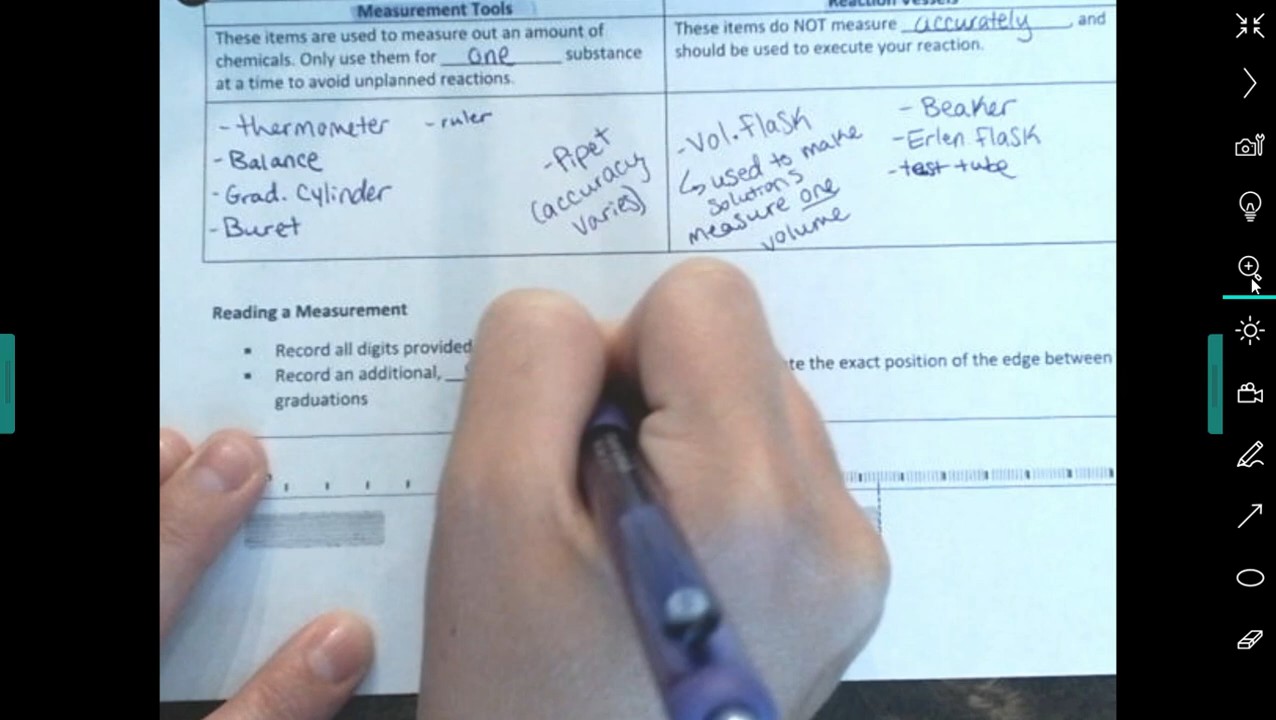 Measurement Tools
These items are used to measure out an amount of
chemicals. Only use them for one substance
at a time to avoid unplanned reactions.
These items do NOT measure accurately, and
should be used to execute your reaction.
- thermometer
- ruler
- Balance
- Grad. Cylinder
- Buret
- Pipet
(accuracy
varies)
- Vol. Flask
↳ used to make
solutions
measure one
volume
- Beaker
- Erlen. flask
- test tube
Reading a Measurement
▪ Record all digits provided
▪ Record an additional, te the exact position of the edge between
graduations